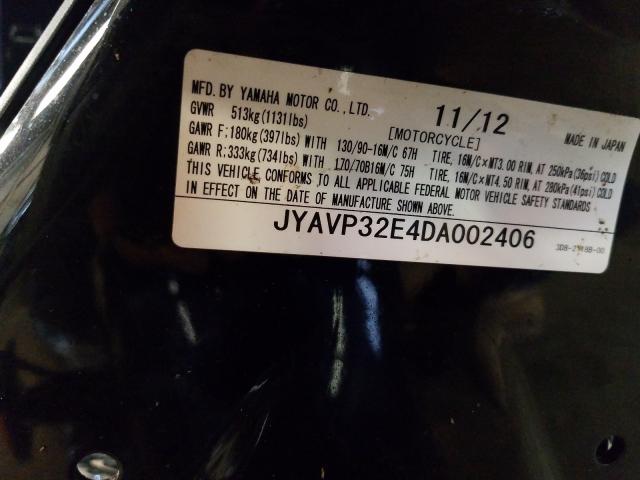 MFD. BY YAMAHA MOTOR CO., LTD. 11/12
GVWR 513kg(1131lbs) [MOTORCYCLE] MADE IN JAPAN
GAWR F:180kg(397lbs) WITH 130/90-16M/C 67H TIRE, 16M/C×MT3.00 RIM, AT 250kPa(36psi) COLD
GAWR R:333kg(734lbs) WITH 170/70B16M/C 75H TIRE, 16M/C×MT4.50 RIM, AT 280kPa(41psi) COLD
THIS VEHICLE CONFORMS TO ALL APPLICABLE FEDERAL MOTOR VEHICLE SAFETY STANDARDS
IN EFFECT ON THE DATE OF MANUFACTURE SHOWN ABOVE.
JYAVP32E4DA002406